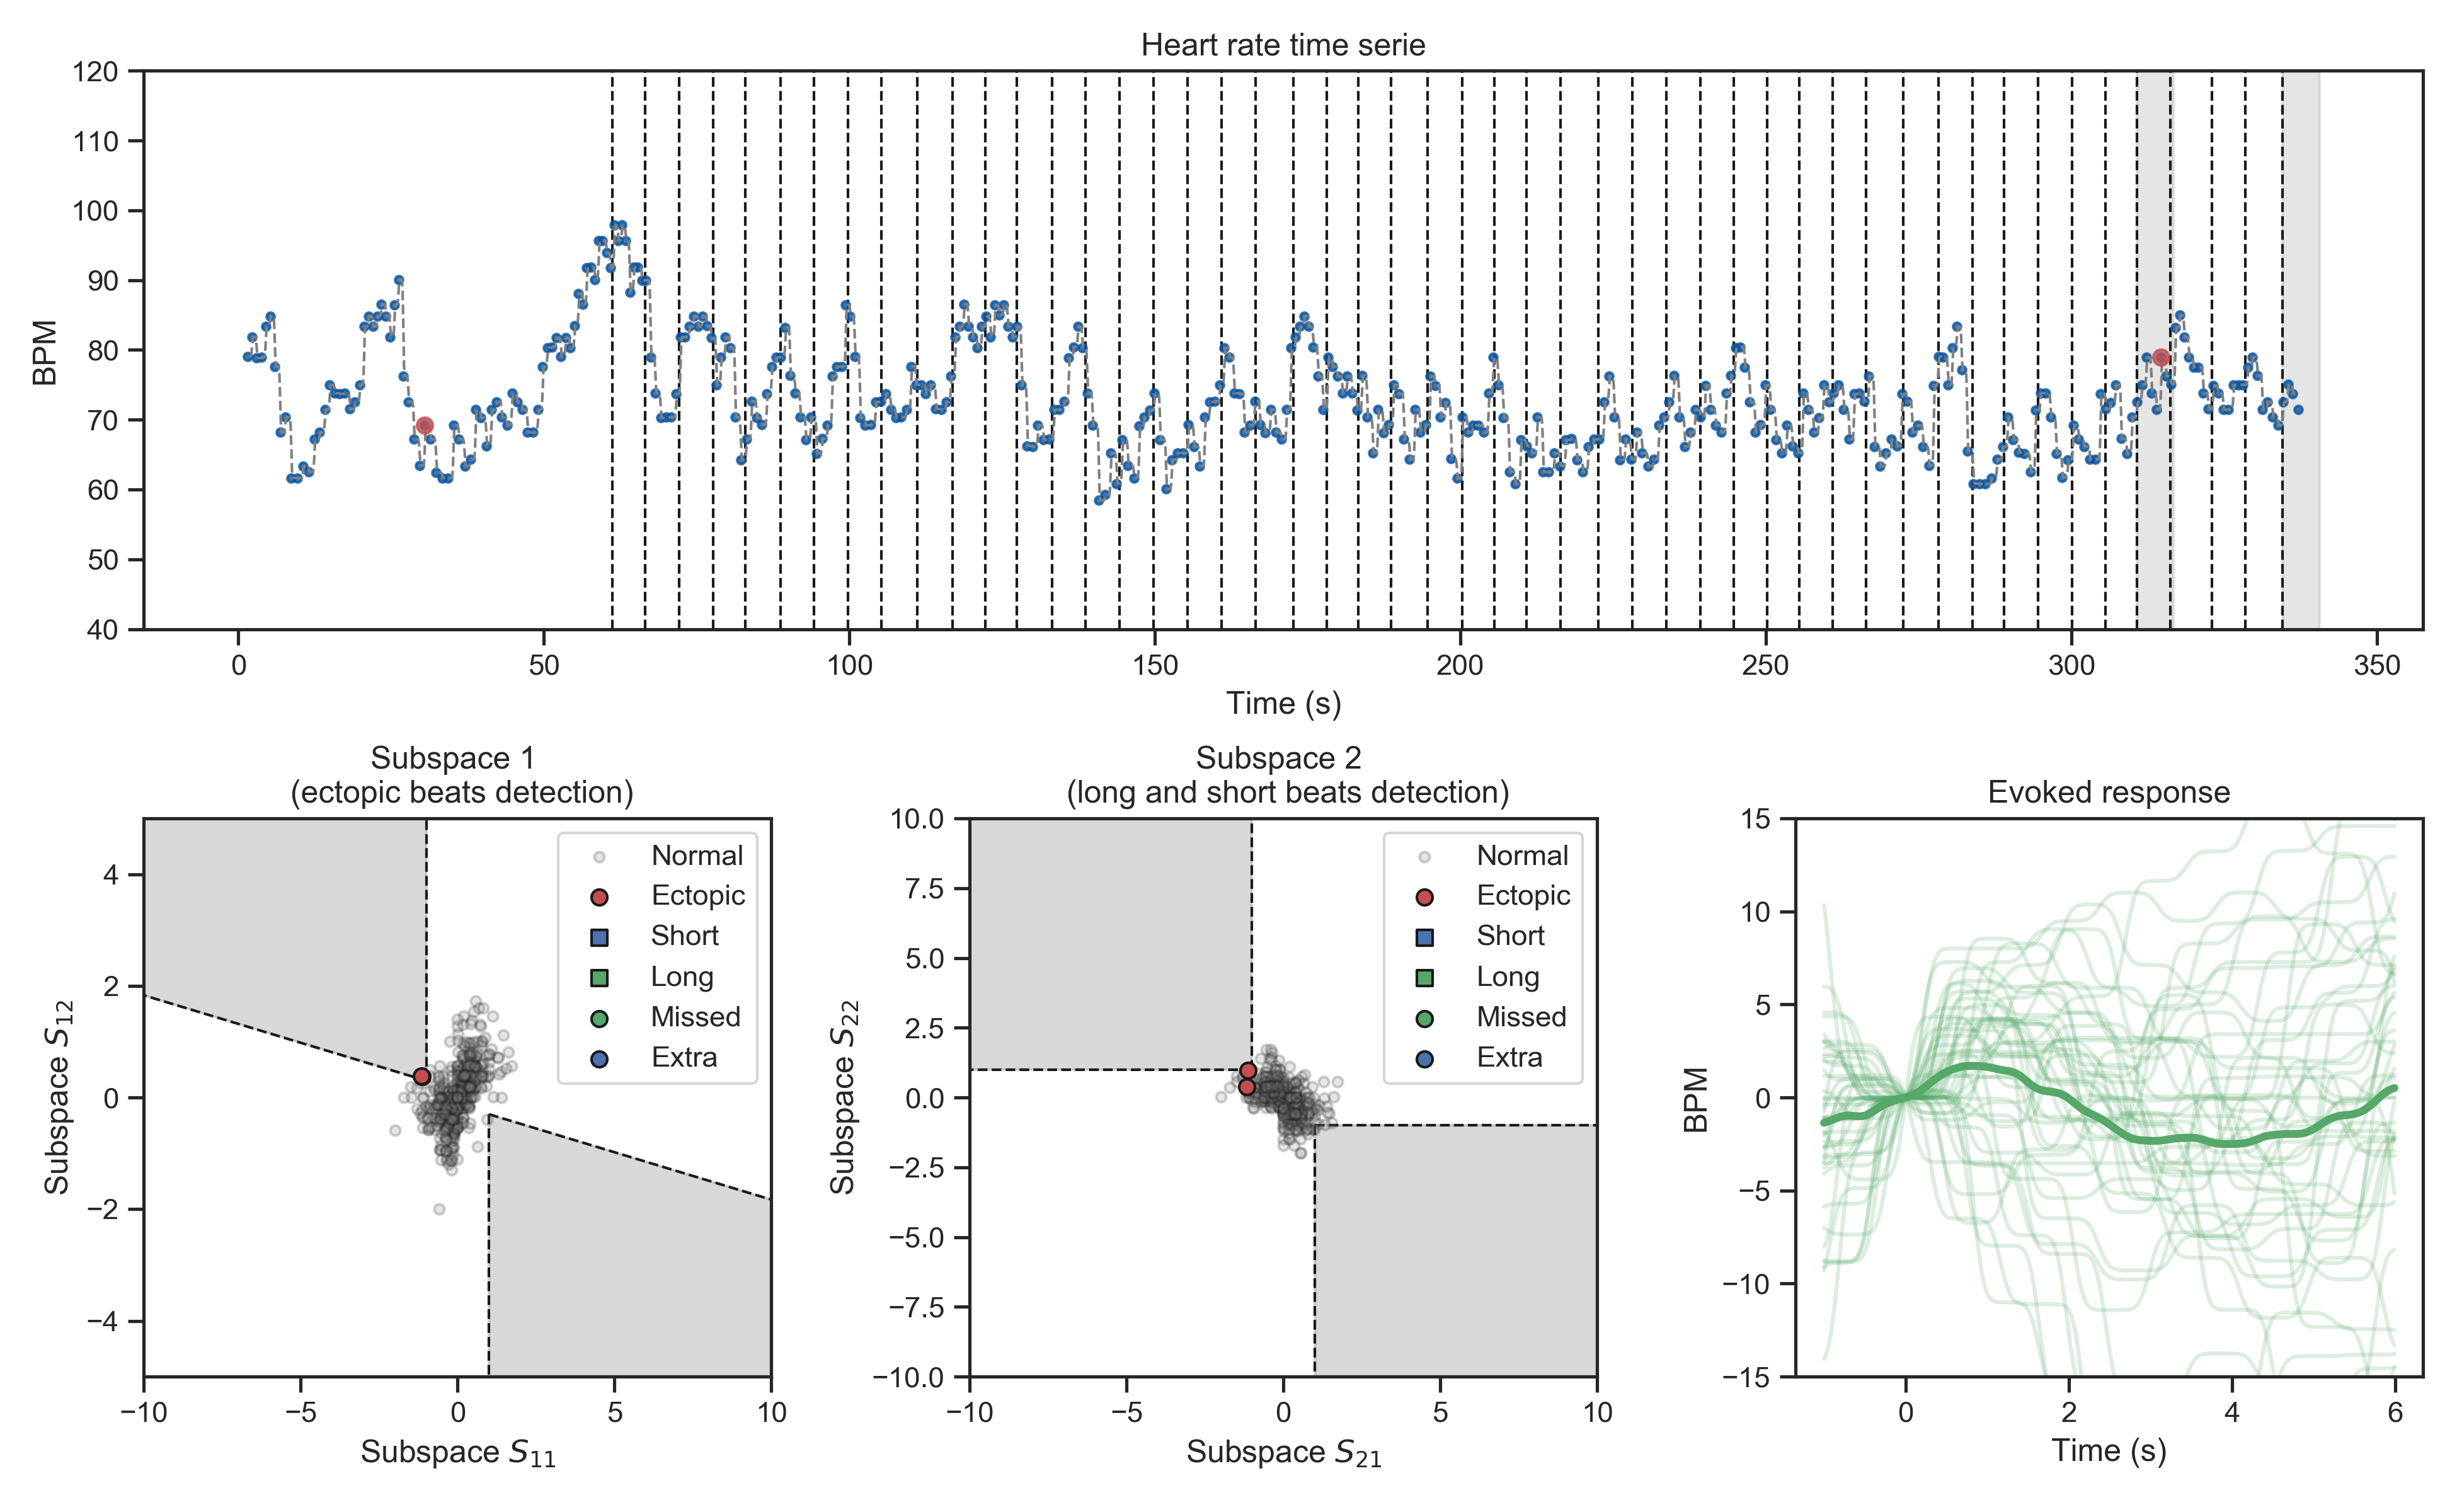 Heart rate time serie
120
110
100
90
80
70
60
50
40
BPM
0 50 100 150 200 250 300 350
Time (s)
Subspace 1
(ectopic beats detection)
4
2
0
−2
−4
Subspace S12
−10 −5 0 5 10
Subspace S11
Normal
Ectopic
Short
Long
Missed
Extra
Subspace 2
(long and short beats detection)
10.0
7.5
5.0
2.5
0.0
−2.5
−5.0
−7.5
−10.0
Subspace S22
−10 −5 0 5 10
Subspace S21
Normal
Ectopic
Short
Long
Missed
Extra
Evoked response
15
10
5
0
−5
−10
−15
BPM
0 2 4 6
Time (s)